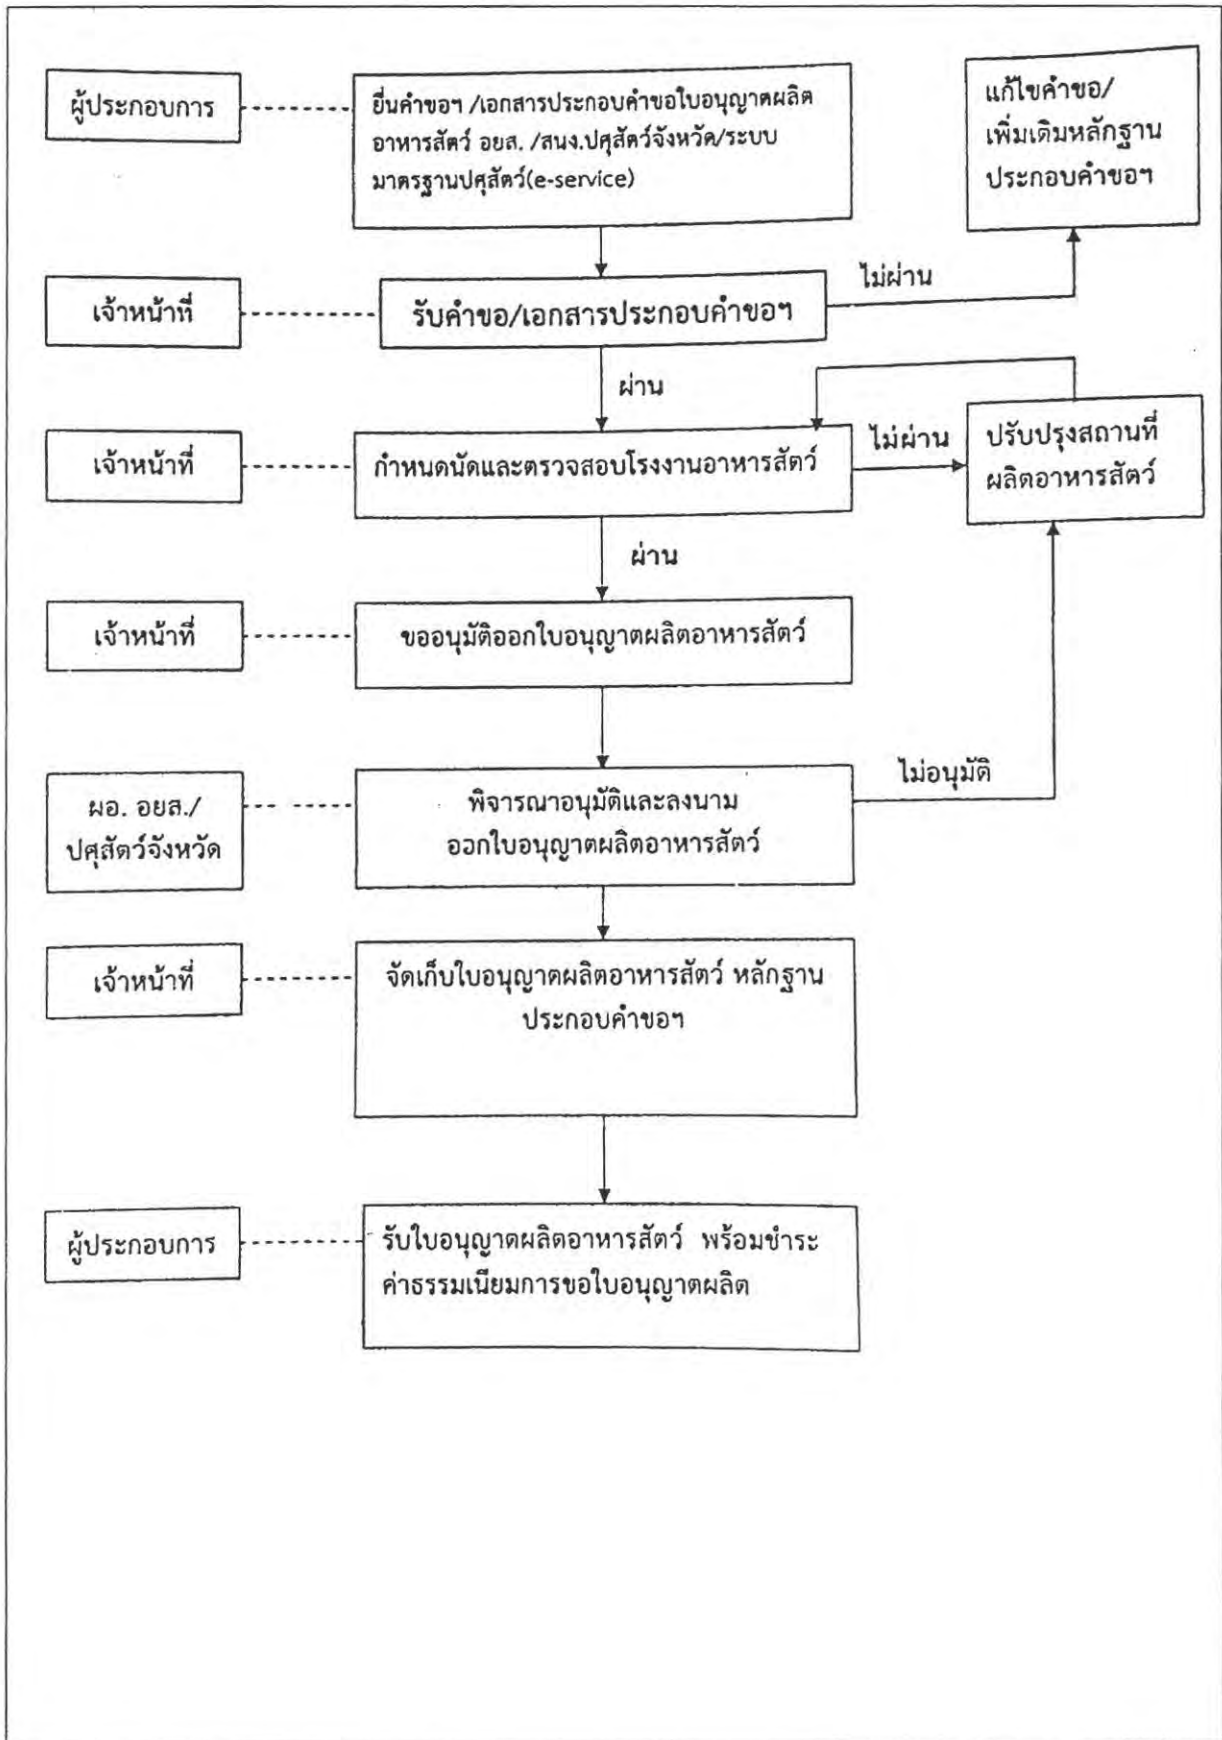 ผู้ประกอบการ
ยื่นคำขอฯ /เอกสารประกอบคำขอใบอนุญาตผลิต
อาหารสัตว์ อยส. /สนง.ปศุสัตว์จังหวัด/ระบบ
มาตรฐานปศุสัตว์(e-service)
แก้ไขคำขอ/
เพิ่มเติมหลักฐาน
ประกอบคำขอฯ
ไม่ผ่าน
เจ้าหน้าที่
รับคำขอ/เอกสารประกอบคำขอฯ
ผ่าน
เจ้าหน้าที่
กำหนดนัดและตรวจสอบโรงงานอาหารสัตว์
ไม่ผ่าน
ปรับปรุงสถานที่
ผลิตอาหารสัตว์
ผ่าน
เจ้าหน้าที่
ขออนุมัติออกใบอนุญาตผลิตอาหารสัตว์
ไม่อนุมัติ
ผอ. อยส./
ปศุสัตว์จังหวัด
พิจารณาอนุมัติและลงนาม
ออกใบอนุญาตผลิตอาหารสัตว์
เจ้าหน้าที่
จัดเก็บใบอนุญาตผลิตอาหารสัตว์ หลักฐาน
ประกอบคำขอฯ
ผู้ประกอบการ
รับใบอนุญาตผลิตอาหารสัตว์ พร้อมชำระ
ค่าธรรมเนียมการขอใบอนุญาตผลิต